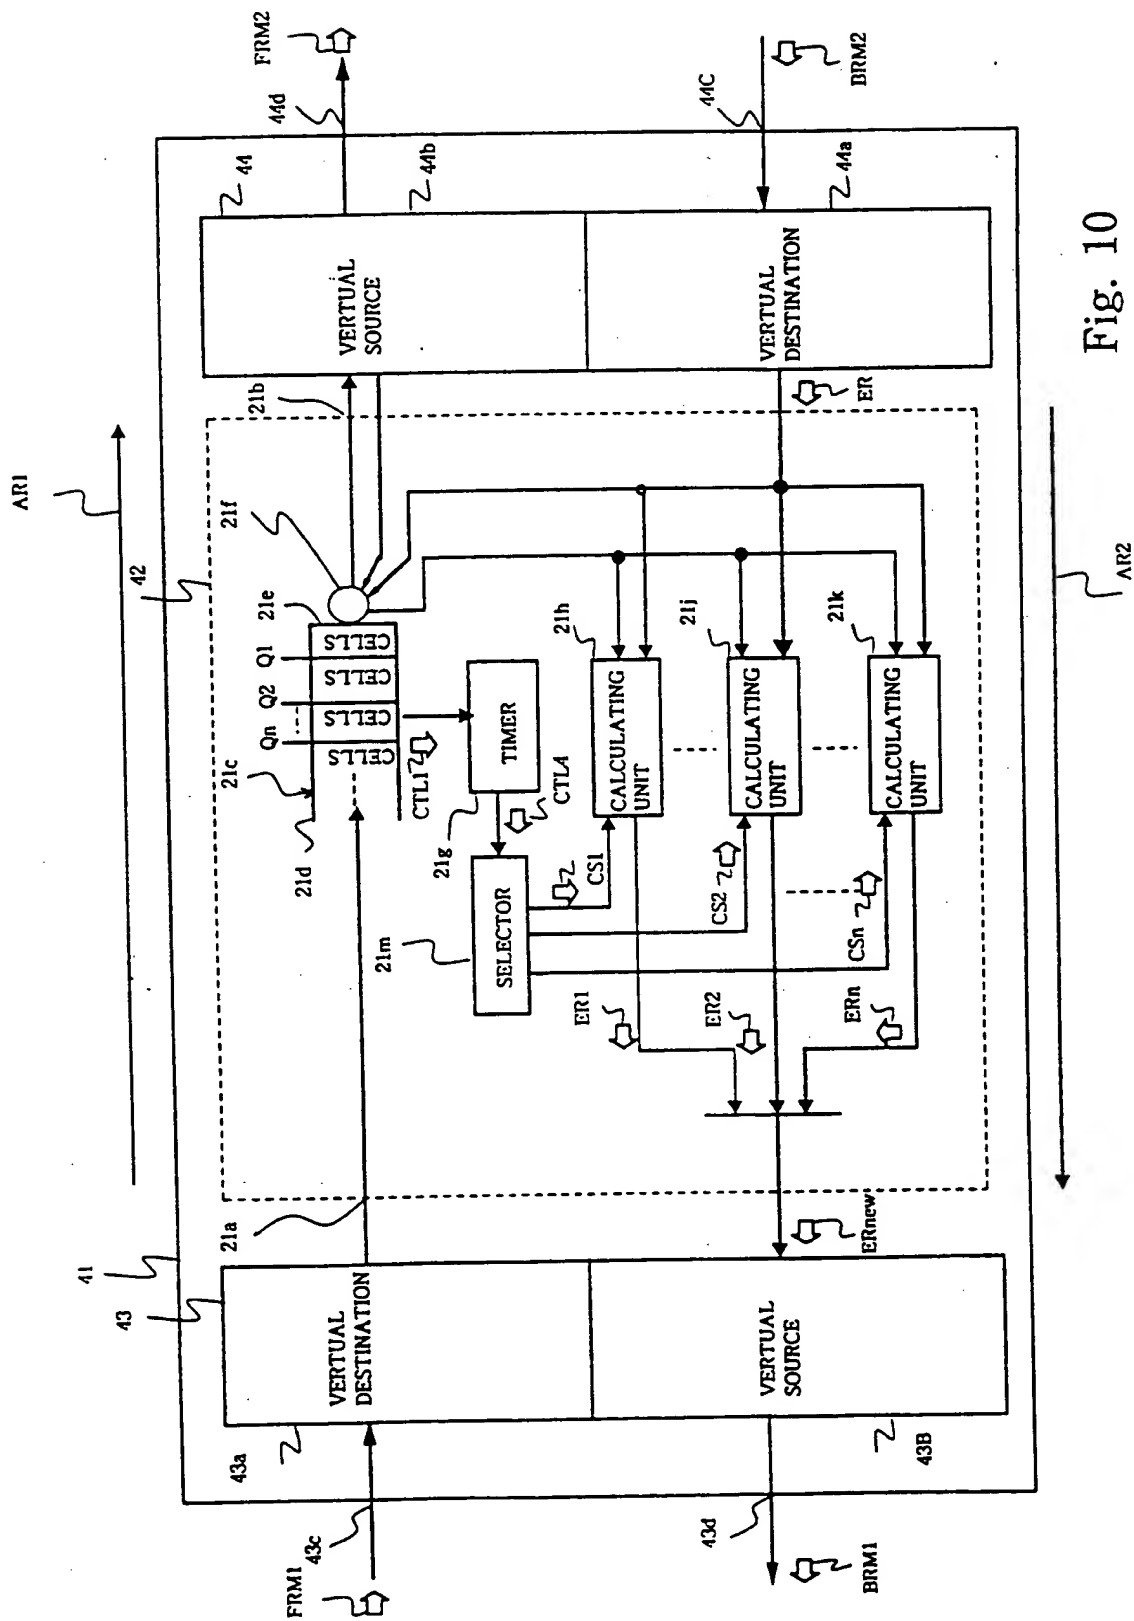 AR1
41
42
43
44
FRM1
43c
43a
VERTUAL
DESTINATION
21a
21c
21d
Qn
Q2
Q1
21e
21f
21b
CELLS
CELLS
CELLS
CELLS
VERTUAL
SOURCE
44b
44d
FRM2
CTL1
TIMER
21g
CTL4
21m
SELECTOR
CS1
CS2
CSn
21h
CALCULATING
UNIT
21j
CALCULATING
UNIT
21k
CALCULATING
UNIT
ER1
ER2
ERn
ERnew
ER
VERTUAL
DESTINATION
44a
44C
BRM2
VERTUAL
SOURCE
43B
43d
BRM1
AR2
Fig. 10